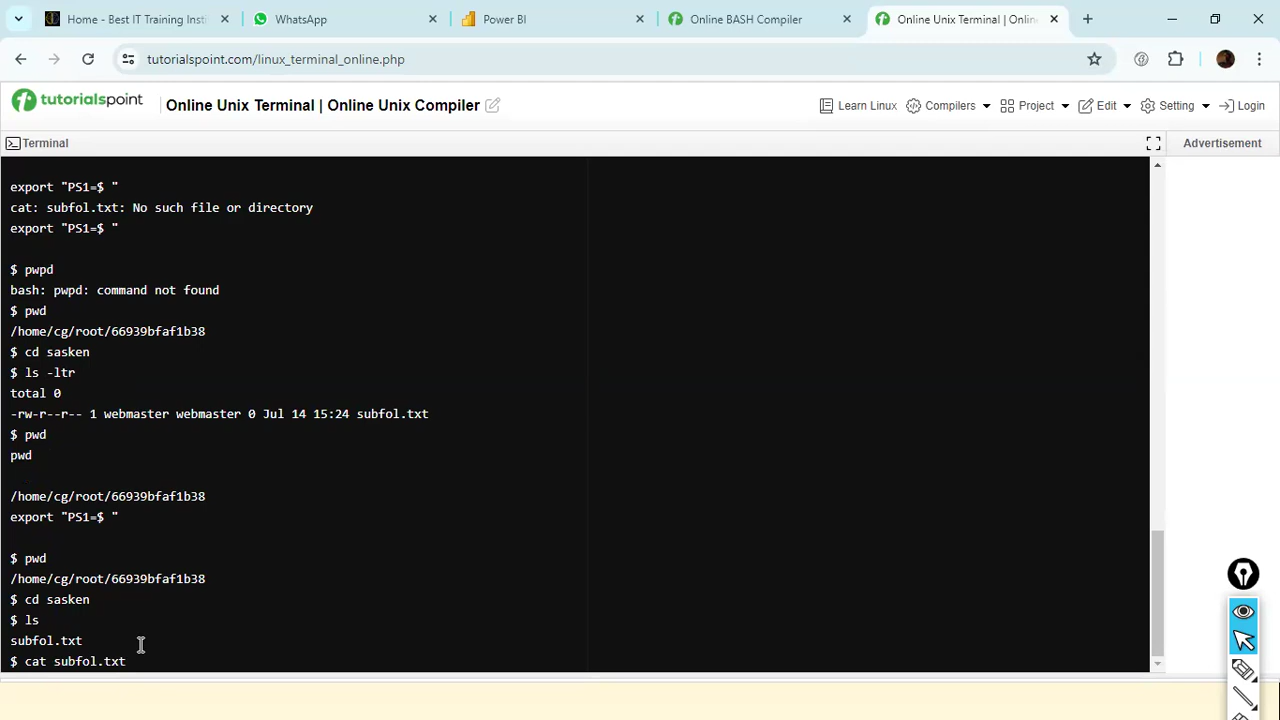 Home - Best IT Training Insti
WhatsApp
Power BI
Online BASH Compiler
Online Unix Terminal | Onlin
tutorialspoint.com/linux_terminal_online.php
tutorialspoint
Online Unix Terminal | Online Unix Compiler
Learn Linux
Compilers
Project
Edit
Setting
Login
Terminal
Advertisement
export "PS1=$ "
cat: subfol.txt: No such file or directory
export "PS1=$ "
$ pwpd
bash: pwpd: command not found
$ pwd
/home/cg/root/66939bfaf1b38
$ cd sasken
$ ls -ltr
total 0
-rw-r--r-- 1 webmaster webmaster 0 Jul 14 15:24 subfol.txt
$ pwd
pwd
/home/cg/root/66939bfaf1b38
export "PS1=$ "
$ pwd
/home/cg/root/66939bfaf1b38
$ cd sasken
$ ls
subfol.txt
$ cat subfol.txt